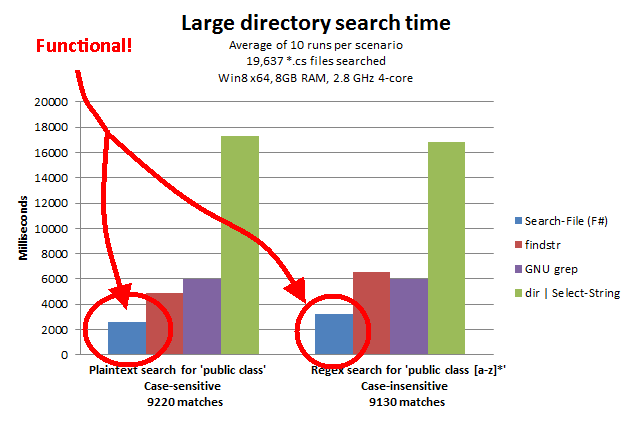 Large directory search time
Functional!
Average of 10 runs per scenario
19,637 *.cs files searched
Win8 x64, 8GB RAM, 2.8 GHz 4-core
20000
18000
16000
14000
12000
10000
8000
6000
4000
2000
0
Milliseconds
Search-File (F#)
findstr
GNU grep
dir | Select-String
Plaintext search for 'public class'
Case-sensitive
9220 matches
Regex search for 'public class [a-z]*'
Case-insensitive
9130 matches